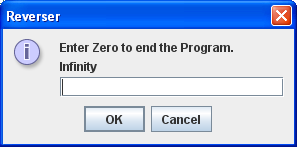 Reverser
Enter Zero to end the Program.
Infinity
OK Cancel